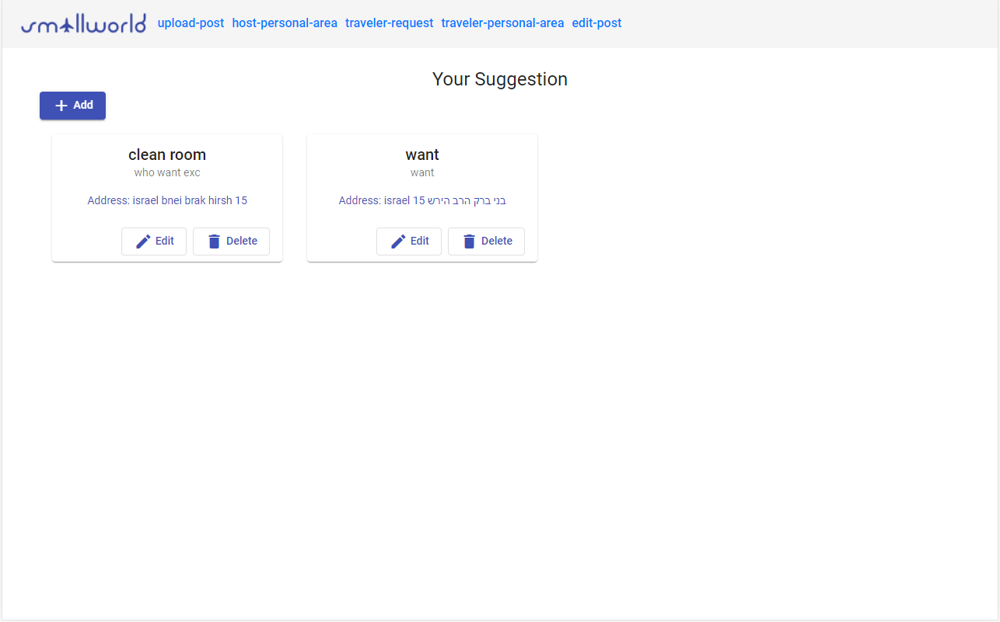 smallworld upload-post host-personal-area traveler-request traveler-personal-area edit-post
Your Suggestion
Add
clean room
who want exc
Address: israel bnei brak hirsh 15
Edit Delete
want
want
Address: israel בני ברק הרב הירש 15
Edit Delete